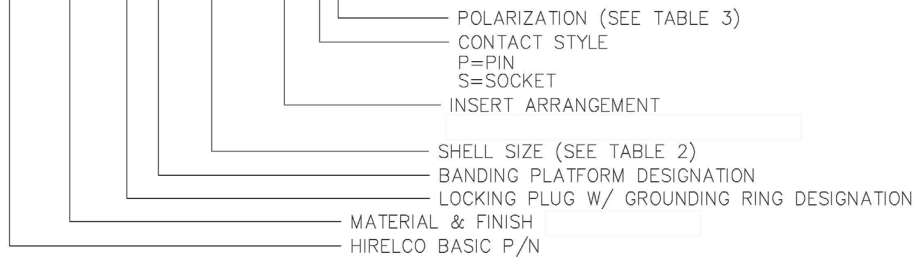 POLARIZATION (SEE TABLE 3)
CONTACT STYLE
P=PIN
S=SOCKET
INSERT ARRANGEMENT
SHELL SIZE (SEE TABLE 2)
BANDING PLATFORM DESIGNATION
LOCKING PLUG W/ GROUNDING RING DESIGNATION
MATERIAL & FINISH
HIRELCO BASIC P/N